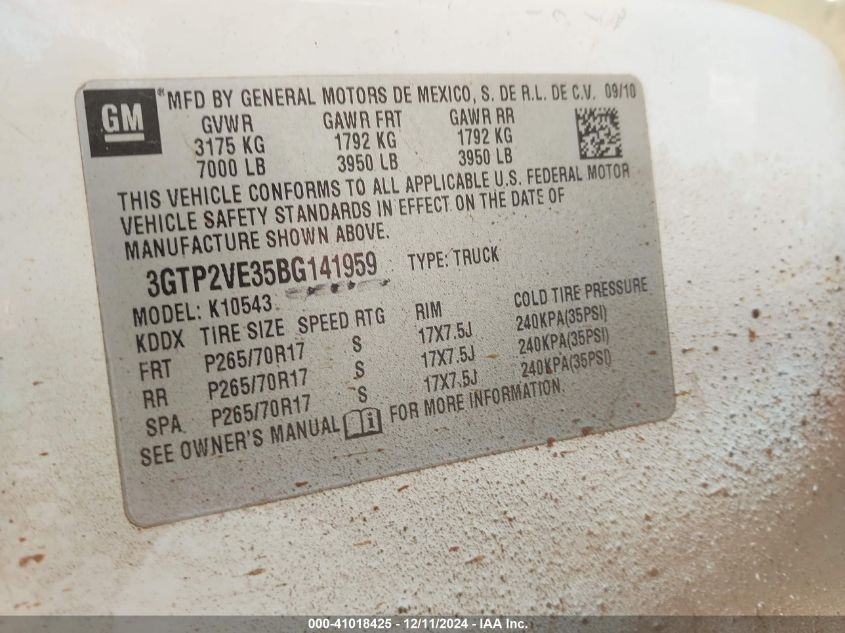 GM ® MFD BY GENERAL MOTORS DE MEXICO, S. DE R.L. DE C.V. 09/10
GVWR GAWR FRT GAWR RR
3175 KG 1792 KG 1792 KG
7000 LB 3950 LB 3950 LB
THIS VEHICLE CONFORMS TO ALL APPLICABLE U.S. FEDERAL MOTOR
VEHICLE SAFETY STANDARDS IN EFFECT ON THE DATE OF
MANUFACTURE SHOWN ABOVE.
3GTP2VE35BG141959 TYPE: TRUCK
MODEL: K10543
KDDX TIRE SIZE SPEED RTG RIM COLD TIRE PRESSURE
FRT P265/70R17 S 17X7.5J 240KPA(35PSI)
RR P265/70R17 S 17X7.5J 240KPA(35PSI)
SPA P265/70R17 S 17X7.5J 240KPA(35PSI)
SEE OWNER'S MANUAL i FOR MORE INFORMATION.
000-41018425 - 12/11/2024 - IAA Inc.